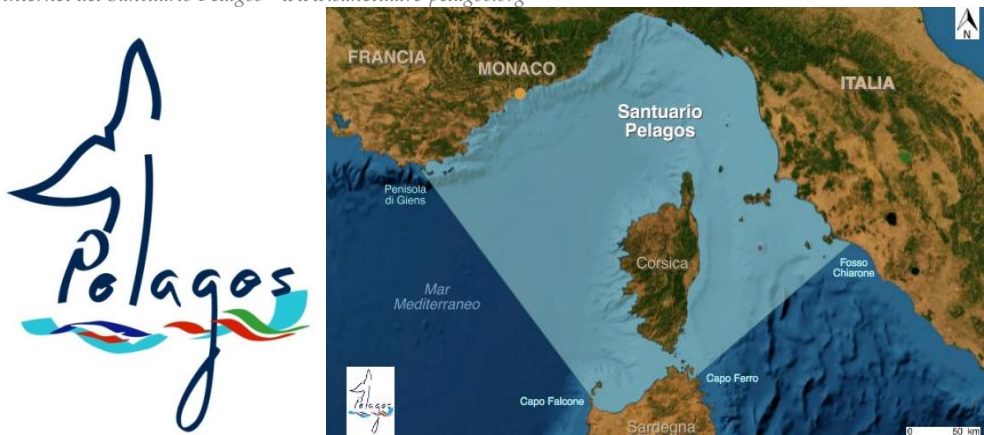 Pelagos
FRANCIA
MONACO
ITALIA
Santuario
Pelagos
Penisola
di Giens
Corsica
Fosso
Chiarone
Mar
Mediterraneo
Capo Ferro
Capo Falcone
Sardegna
Pelagos
N
0 50 km